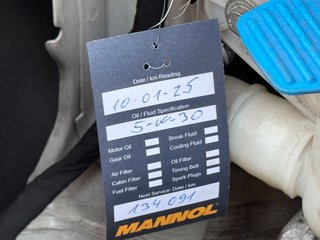 Date / km Reading
10-01-25
Oil / Fluid Specification
5-W-30
Motor Oil Break Fluid
Gear Oil Cooling Fluid
Air Filter Oil Filter
Cabin Filter Timing Belt
Fuel Filter Spark Plugs
Next Service: Date / km
134 091
MANNOL